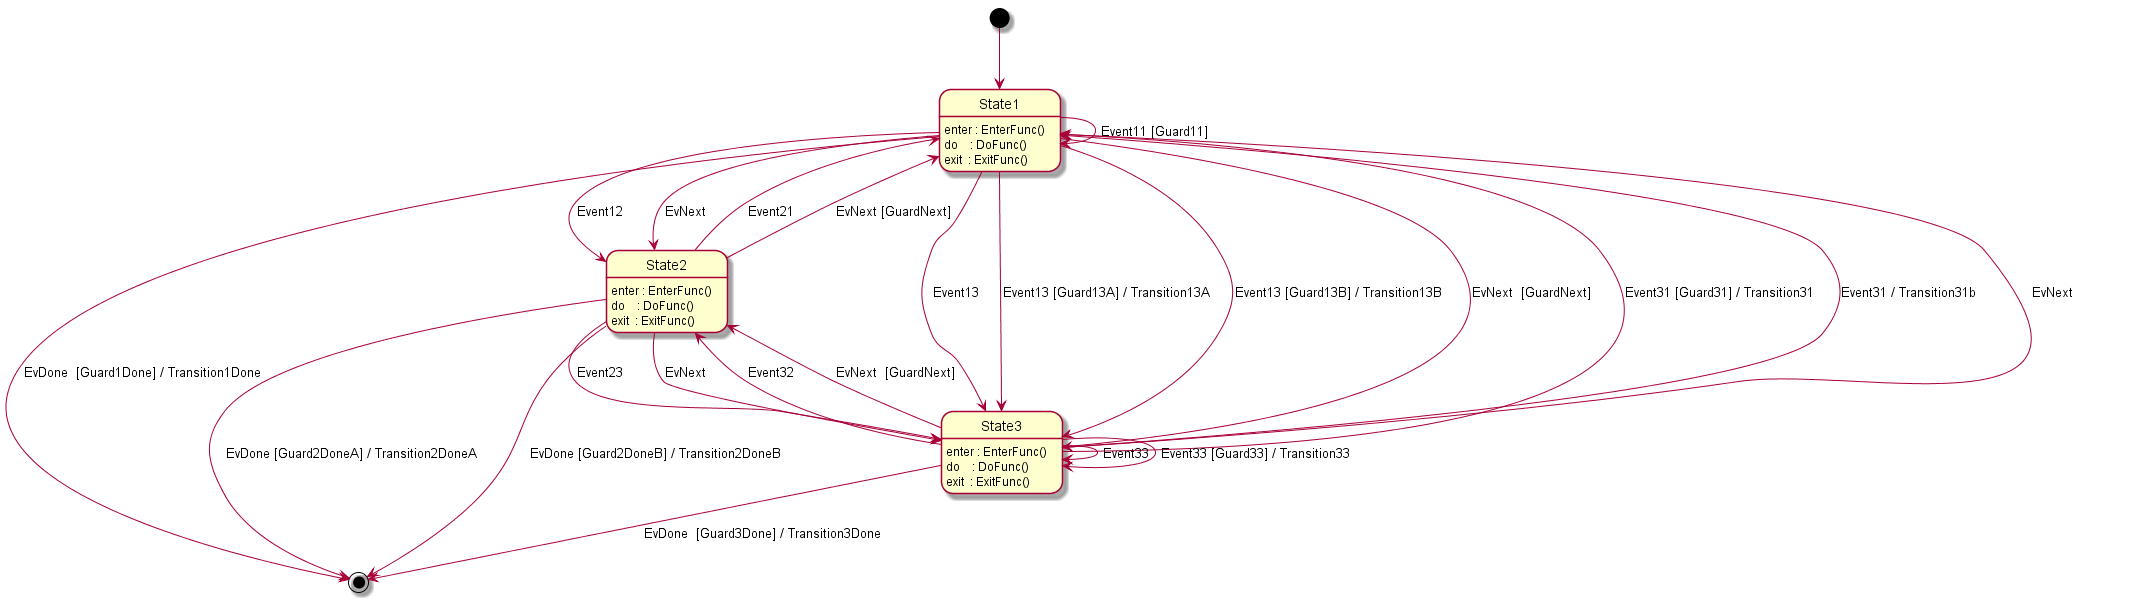 State1
enter : EnterFunc()
do    : DoFunc()
exit  : ExitFunc()
Event11 [Guard11]
Event12
EvNext
Event21
EvNext [GuardNext]
State2
enter : EnterFunc()
do    : DoFunc()
exit  : ExitFunc()
Event13
Event13 [Guard13A] / Transition13A
Event13 [Guard13B] / Transition13B
EvNext  [GuardNext]
Event31 [Guard31] / Transition31
Event31 / Transition31b
EvNext
EvDone  [Guard1Done] / Transition1Done
Event23
EvNext
Event32
EvNext  [GuardNext]
State3
enter : EnterFunc()
do    : DoFunc()
exit  : ExitFunc()
EvDone [Guard2DoneA] / Transition2DoneA
EvDone [Guard2DoneB] / Transition2DoneB
Event33
Event33 [Guard33] / Transition33
EvDone  [Guard3Done] / Transition3Done